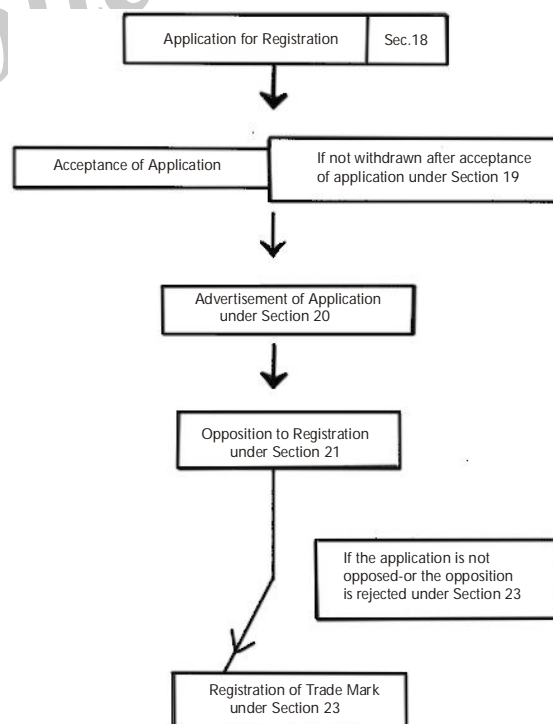 Application for Registration Sec.18
Acceptance of Application
If not withdrawn after acceptance
of application under Section 19
Advertisement of Application
under Section 20
Opposition to Registration
under Section 21
If the application is not
opposed-or the opposition
is rejected under Section 23
Registration of Trade Mark
under Section 23